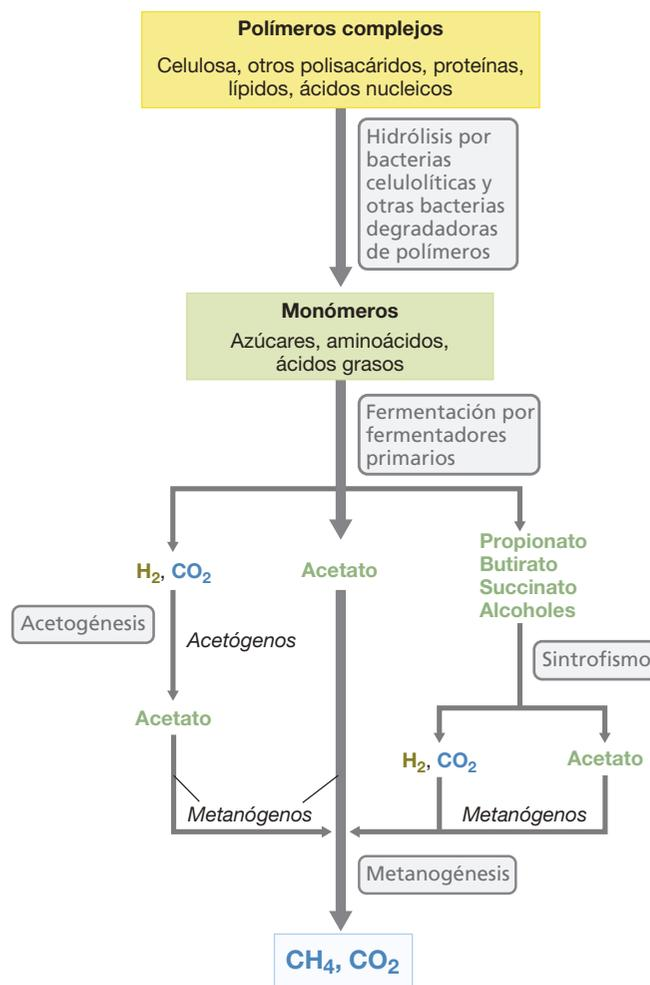 Polímeros complejos
Celulosa, otros polisacáridos, proteínas,
lípidos, ácidos nucleicos
Hidrólisis por
bacterias
celulolíticas y
otras bacterias
degradadoras
de polímeros
Monómeros
Azúcares, aminoácidos,
ácidos grasos
Fermentación por
fermentadores
primarios
H₂, CO₂
Acetato
Propionato
Butirato
Succinato
Alcoholes
Acetogénesis
Acetógenos
Sintrofismo
Acetato
H₂, CO₂
Acetato
Metanógenos
Metanógenos
Metanogénesis
CH₄, CO₂